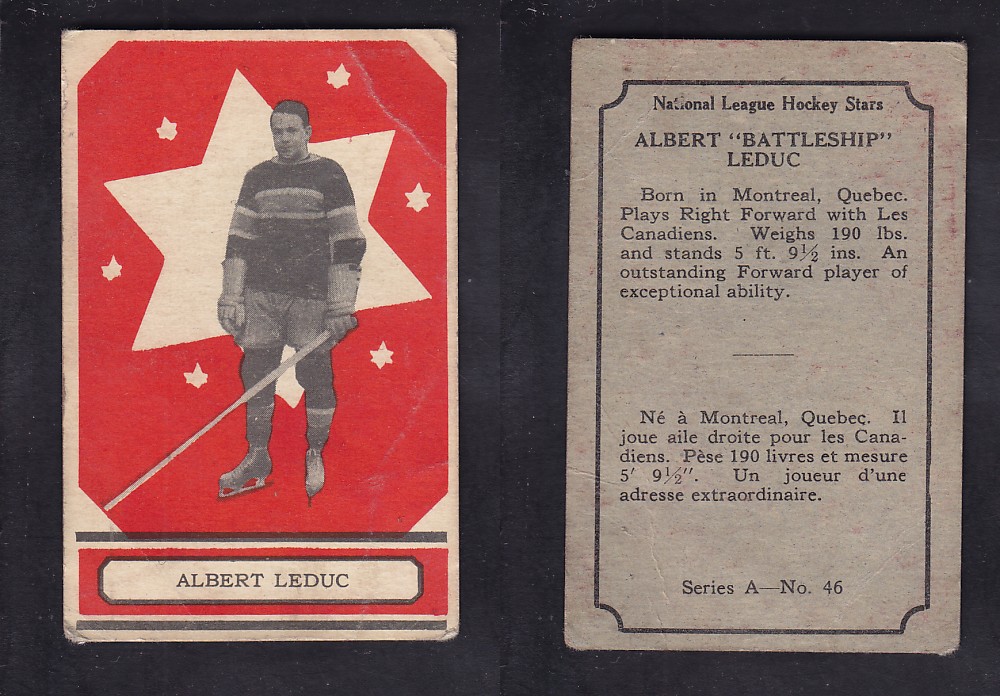 ALBERT LEDUC
National League Hockey Stars
ALBERT "BATTLESHIP"
LEDUC
Born in Montreal, Quebec.
Plays Right Forward with Les
Canadiens. Weighs 190 lbs.
and stands 5 ft. 9½ ins. An
outstanding Forward player of
exceptional ability.
Né à Montreal, Quebec. Il
joue aile droite pour les Cana-
diens. Pèse 190 livres et mesure
5' 9½". Un joueur d'une
adresse extraordinaire.
Series A—No. 46